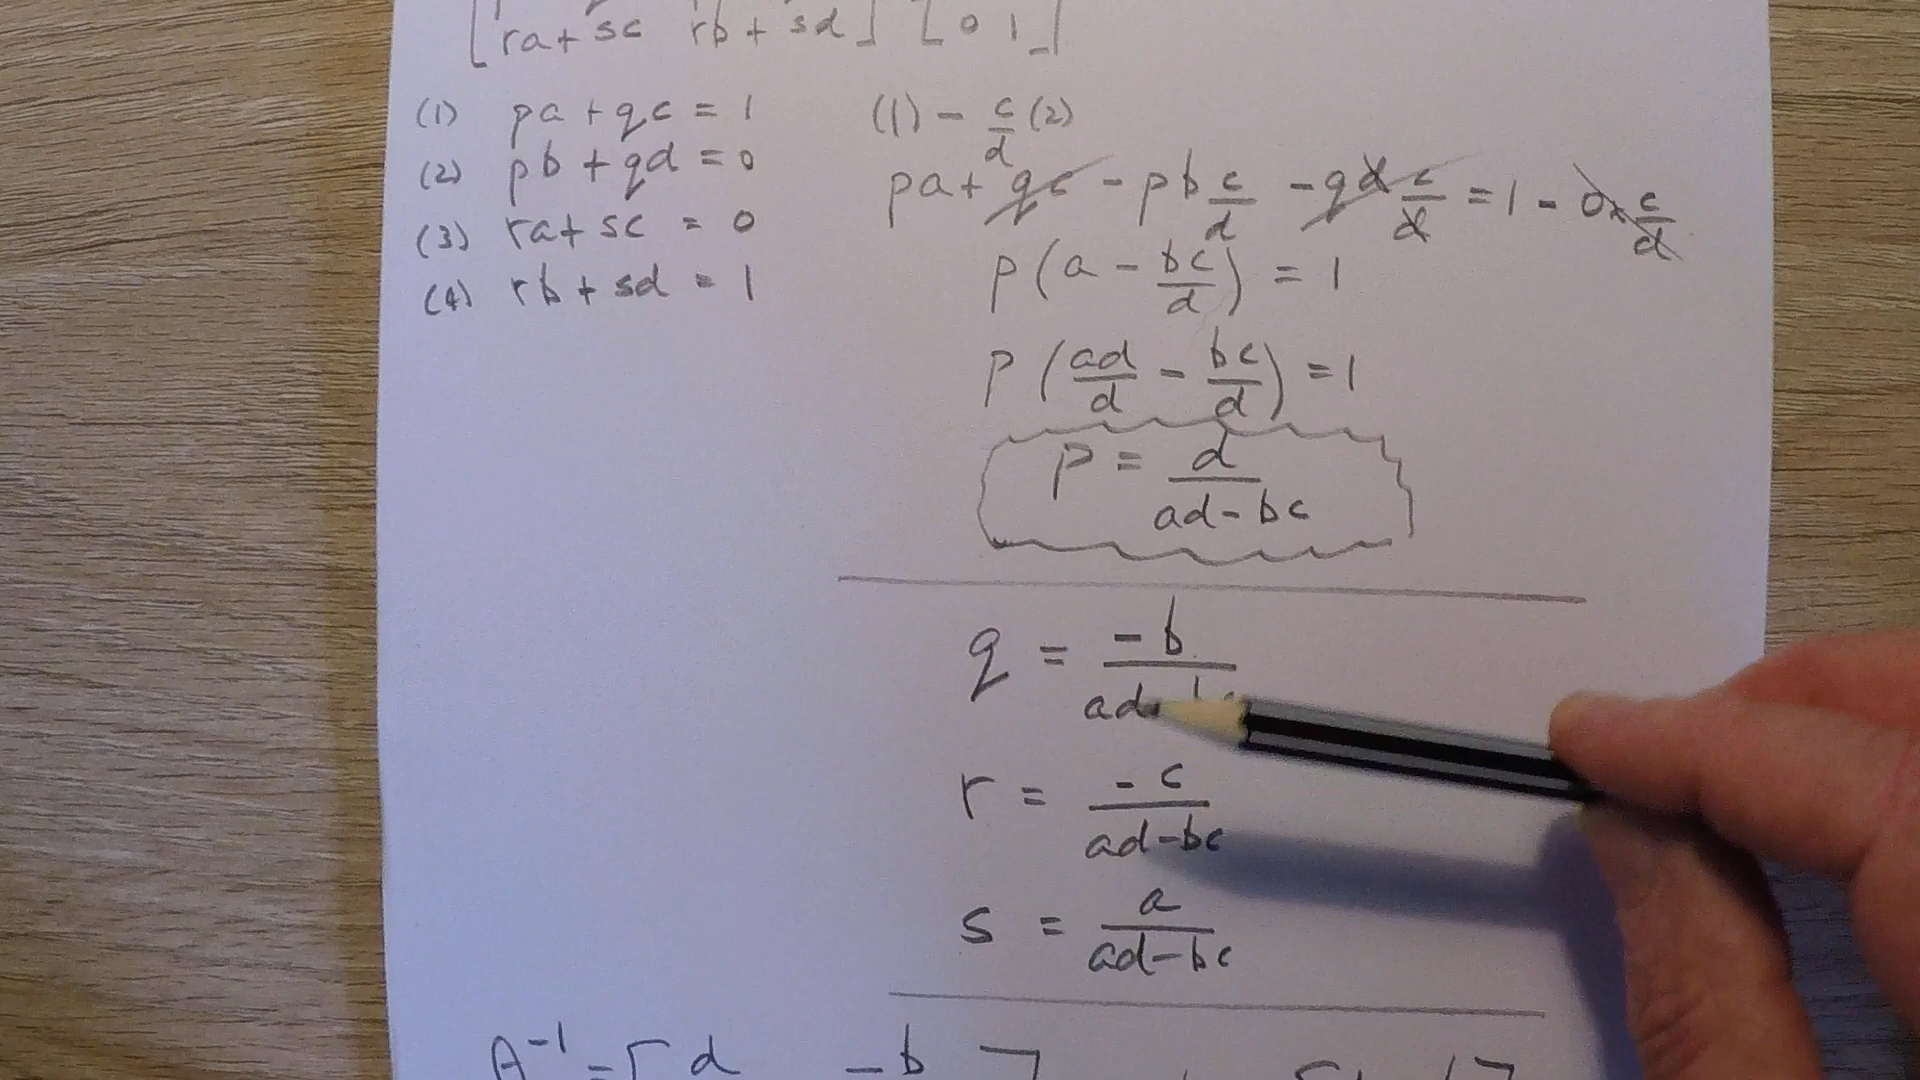 [ra + sc rb + sd] [0 1]
(1) pa + qc = 1
(2) pb + qd = 0
(3) ra + sc = 0
(4) rb + sd = 1
(1) - c/d (2)
pa + qc - pb c/d - qd c/d = 1 - 0x c/d
p(a - bc/d) = 1
p(ad/d - bc/d) = 1
p = d/(ad - bc)
q = -b/ad
r = -c/(ad - bc)
s = a/(ad - bc)
A⁻¹ = [d -b]